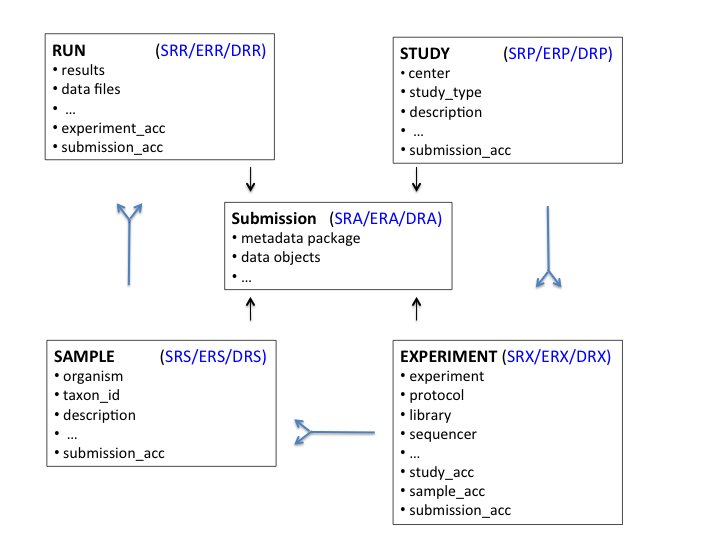 RUN (SRR/ERR/DRR)
• results
• data files
• ...
• experiment_acc
• submission_acc
STUDY (SRP/ERP/DRP)
• center
• study_type
• description
• ...
• submission_acc
Submission (SRA/ERA/DRA)
• metadata package
• data objects
• ...
SAMPLE (SRS/ERS/DRS)
• organism
• taxon_id
• description
• ...
• submission_acc
EXPERIMENT (SRX/ERX/DRX)
• experiment
• protocol
• library
• sequencer
• ...
• study_acc
• sample_acc
• submission_acc